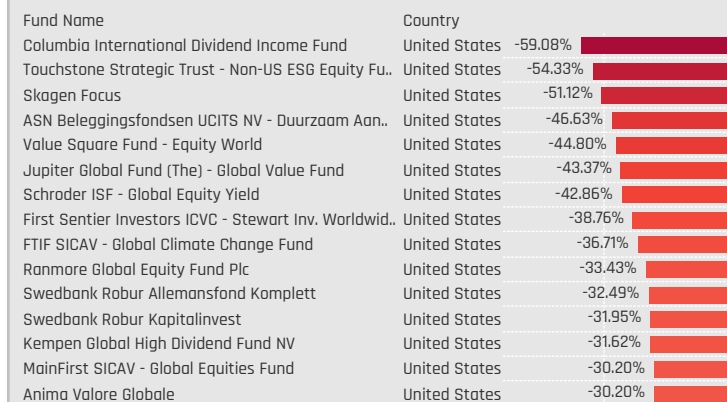 Fund Name Country
Columbia International Dividend Income Fund United States -59.08%
Touchstone Strategic Trust - Non-US ESG Equity Fu.. United States -54.33%
Skagen Focus United States -51.12%
ASN Beleggingsfondsen UCITS NV - Duurzaam Aan.. United States -46.63%
Value Square Fund - Equity World United States -44.80%
Jupiter Global Fund (The) - Global Value Fund United States -43.37%
Schroder ISF - Global Equity Yield United States -42.86%
First Sentier Investors ICVC - Stewart Inv. Worldwid.. United States -38.76%
FTIF SICAV - Global Climate Change Fund United States -36.71%
Ranmore Global Equity Fund Plc United States -33.43%
Swedbank Robur Allemansfond Komplett United States -32.49%
Swedbank Robur Kapitalinvest United States -31.95%
Kempen Global High Dividend Fund NV United States -31.62%
MainFirst SICAV - Global Equities Fund United States -30.20%
Anima Valore Globale United States -30.20%